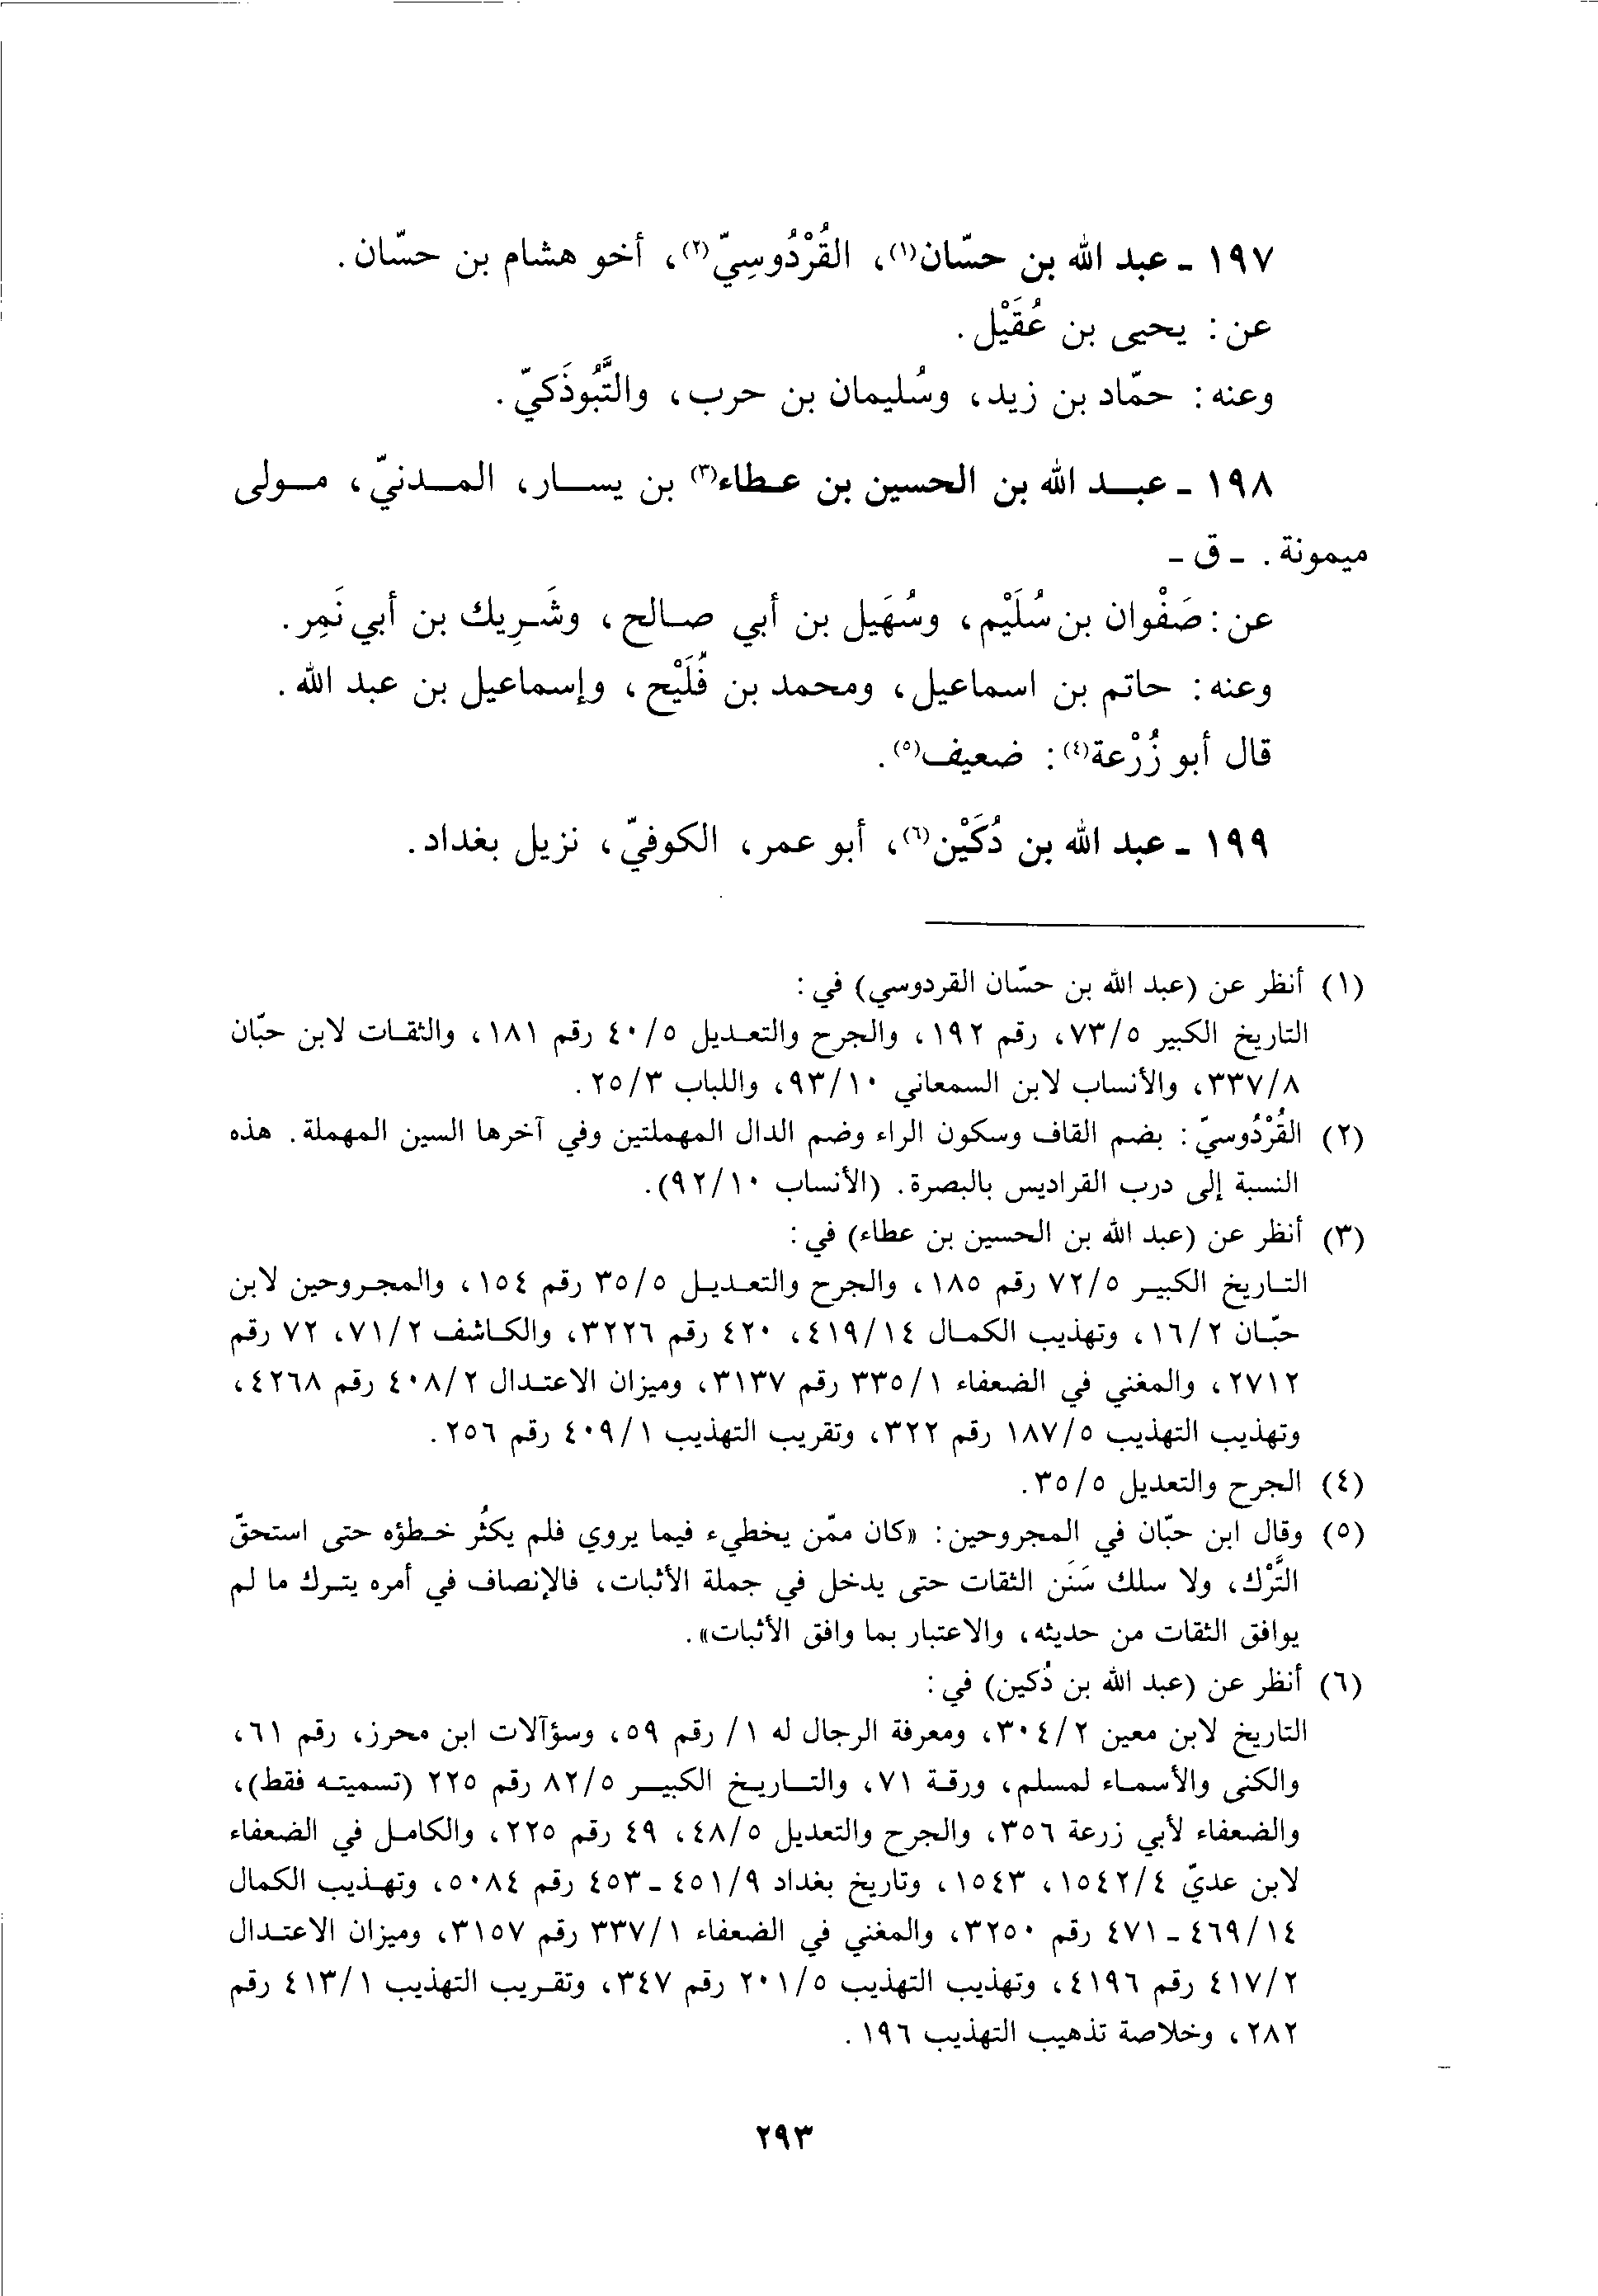 ١٩٧ ـ عبد الله بن حسّان(١)، القُرْدُوسِيّ(٢)، أخو هشام بن حسّان.
عن: يحيى بن عُقَيْل.
وعنه: حمّاد بن زيد، وسُليمان بن حرب، والتَّبُوذَكيّ.
١٩٨ ـ عبد الله بن الحسين بن عطاء(٣) بن يسار، المدنيّ، مولى
ميمونة. ـ ق ـ
عن: صَفْوان بن سُلَيْم، وسُهَيل بن أبي صالح، وشَرِيك بن أبي نَمِر.
وعنه: حاتم بن اسماعيل، ومحمد بن فُلَيْح، وإسماعيل بن عبد الله.
قال أبو زُرْعة(٤): ضعيف(٥).
١٩٩ ـ عبد الله بن دُكَيْن(٦)، أبو عمر، الكوفيّ، نزيل بغداد.
(١) أنظر عن (عبد الله بن حسّان القردوسي) في:
التاريخ الكبير ٧٣/٥، رقم ١٩٢، والجرح والتعديل ٤٠/٥ رقم ١٨١، والثقات لابن حبّان
٣٣٧/٨، والأنساب لابن السمعاني ٩٣/١٠، واللباب ٢٥/٣.
(٢) القُرْدُوسيّ: بضم القاف وسكون الراء وضم الدال المهملتين وفي آخرها السين المهملة. هذه
النسبة إلى درب القراديس بالبصرة. (الأنساب ٩٢/١٠).
(٣) أنظر عن (عبد الله بن الحسين بن عطاء) في:
التاريخ الكبير ٧٢/٥ رقم ١٨٥، والجرح والتعديل ٣٥/٥ رقم ١٥٤، والمجروحين لابن
حبّان ١٦/٢، وتهذيب الكمال ٤١٩/١٤، ٤٢٠ رقم ٣٢٢٦، والكاشف ٧١/٢، ٧٢ رقم
٢٧١٢، والمغني في الضعفاء ٣٣٥/١ رقم ٣١٣٧، وميزان الاعتدال ٤٠٨/٢ رقم ٤٢٦٨،
وتهذيب التهذيب ١٨٧/٥ رقم ٣٢٢، وتقريب التهذيب ٤٠٩/١ رقم ٢٥٦.
(٤) الجرح والتعديل ٣٥/٥.
(٥) وقال ابن حبّان في المجروحين: «كان ممّن يخطيء فيما يروي فلم يكثُر خطؤه حتى استحقّ
التَّرْك، ولا سلك سَنَن الثقات حتى يدخل في جملة الأثبات، فالإنصاف في أمره يترك ما لم
يوافق الثقات من حديثه، والاعتبار بما وافق الأثبات».
(٦) أنظر عن (عبد الله بن دُكين) في:
التاريخ لابن معين ٣٠٤/٢، ومعرفة الرجال له ١/ رقم ٥٩، وسؤآلات ابن محرز، رقم ٦١،
والكنى والأسماء لمسلم، ورقة ٧١، والتاريخ الكبير ٨٢/٥ رقم ٢٢٥ (تسميته فقط)،
والضعفاء لأبي زرعة ٣٥٦، والجرح والتعديل ٤٨/٥، ٤٩ رقم ٢٢٥، والكامل في الضعفاء
لابن عديّ ١٥٤٢/٤، ١٥٤٣، وتاريخ بغداد ٤٥١/٩ ـ ٤٥٣ رقم ٥٠٨٤، وتهذيب الكمال
٤٦٩/١٤ ـ ٤٧١ رقم ٣٢٥٠، والمغني في الضعفاء ٣٣٧/١ رقم ٣١٥٧، وميزان الاعتدال
٤١٧/٢ رقم ٤١٩٦، وتهذيب التهذيب ٢٠١/٥ رقم ٣٤٧، وتقريب التهذيب ٤١٣/١ رقم
٢٨٢، وخلاصة تذهيب التهذيب ١٩٦.
٢٩٣